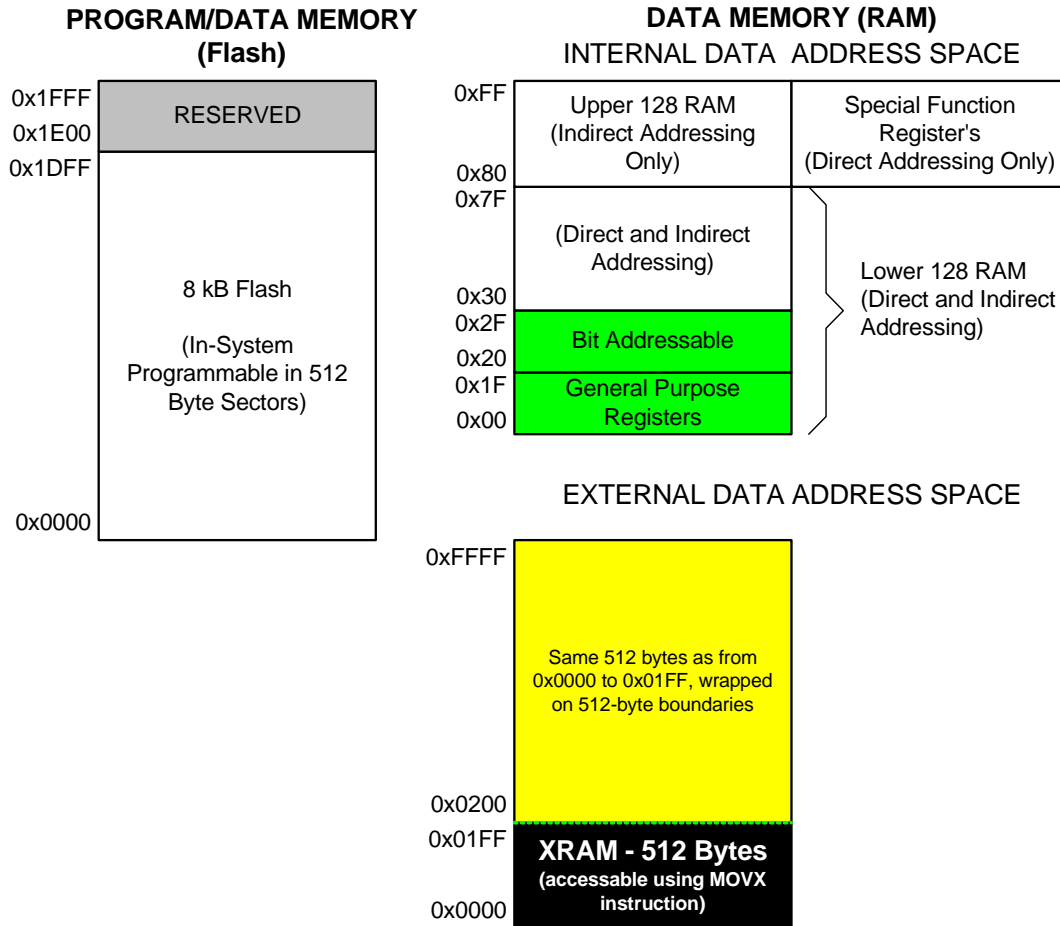 PROGRAM/DATA MEMORY
(Flash)
0x1FFF
RESERVED
0x1E00
0x1DFF
8 kB Flash
(In-System
Programmable in 512
Byte Sectors)
0x0000
DATA MEMORY (RAM)
INTERNAL DATA ADDRESS SPACE
0xFF
Upper 128 RAM
(Indirect Addressing
Only)
Special Function
Register's
(Direct Addressing Only)
0x80
0x7F
(Direct and Indirect
Addressing)
0x30
Lower 128 RAM
(Direct and Indirect
Addressing)
0x2F
Bit Addressable
0x20
0x1F
General Purpose
Registers
0x00
EXTERNAL DATA ADDRESS SPACE
0xFFFF
Same 512 bytes as from
0x0000 to 0x01FF, wrapped
on 512-byte boundaries
0x0200
0x01FF
XRAM - 512 Bytes
(accessable using MOVX
instruction)
0x0000